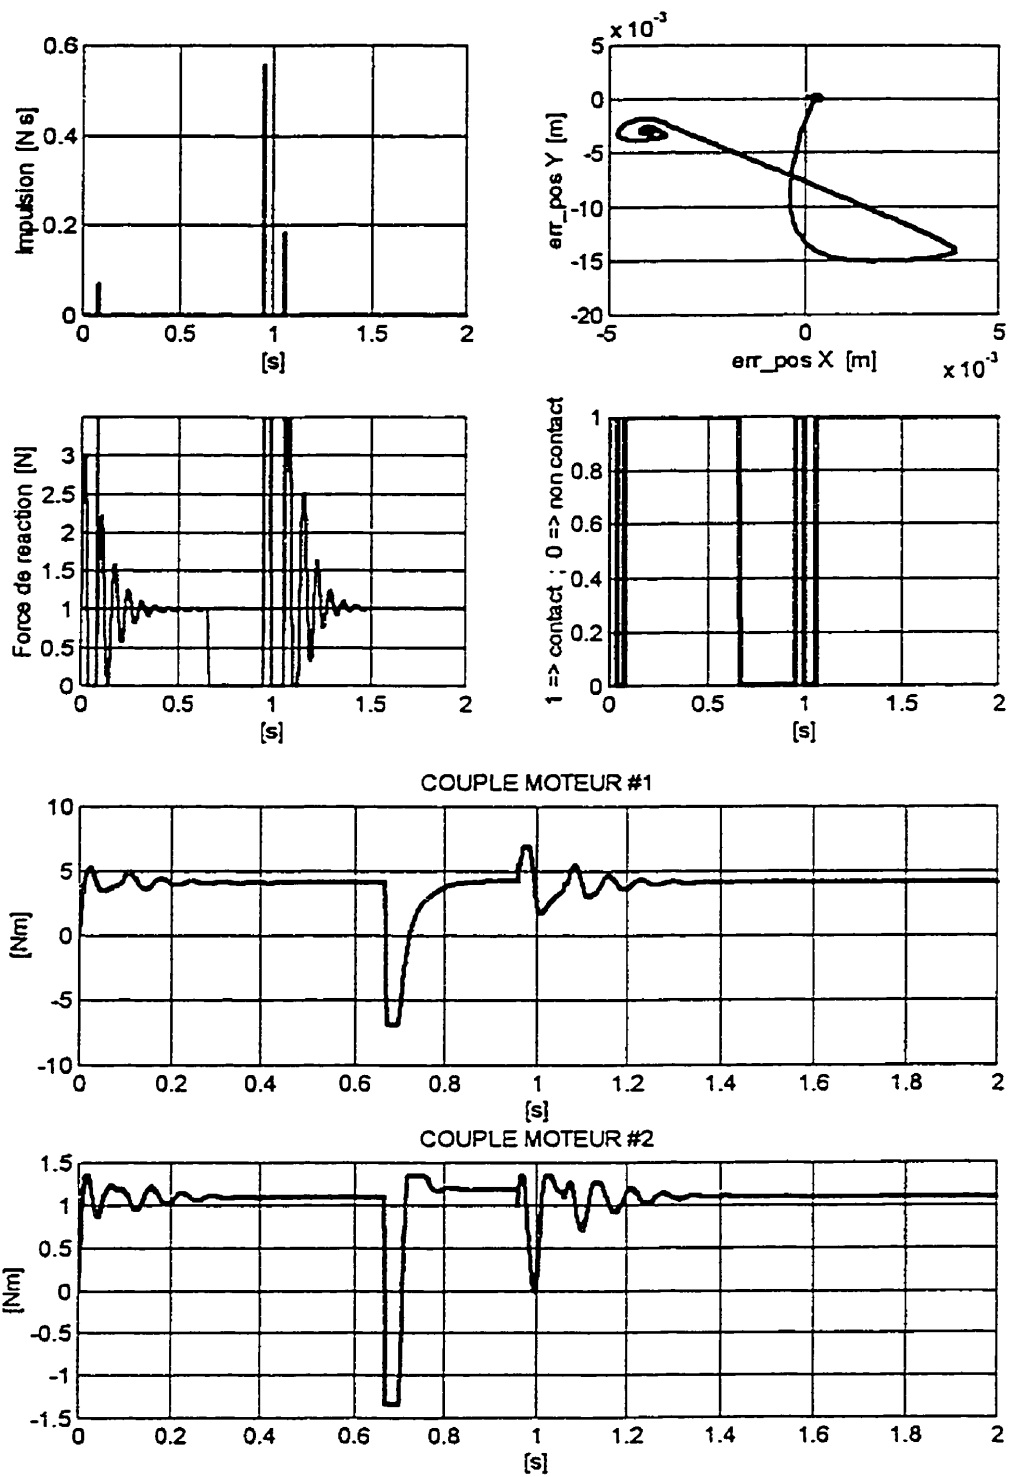 Impulsion [N s]
0.6
0.4
0.2
0
0 0.5 1 1.5 2
[s]
x 10⁻³
err_pos Y [m]
5
0
-5
-10
-15
-20
-5 0 5
err_pos X [m]
x 10⁻³
Force de reaction [N]
3
2.5
2
1.5
1
0.5
0
0 0.5 1 1.5 2
[s]
1 => contact ; 0 => non contact
1
0.8
0.6
0.4
0.2
0
0 0.5 1 1.5 2
[s]
COUPLE MOTEUR #1
[Nm]
10
5
0
-5
-10
0 0.2 0.4 0.6 0.8 1 1.2 1.4 1.6 1.8 2
[s]
COUPLE MOTEUR #2
[Nm]
1.5
1
0.5
0
-0.5
-1
-1.5
0 0.2 0.4 0.6 0.8 1 1.2 1.4 1.6 1.8 2
[s]